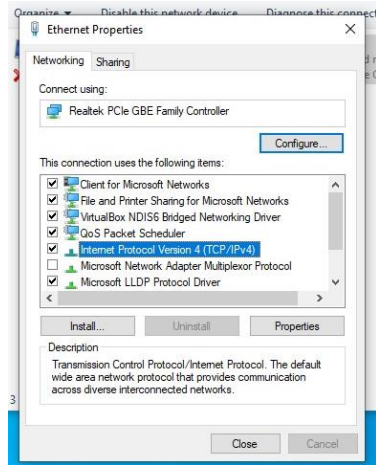 Organize Disable this network device Diagnose this connect
Ethernet Properties
Networking Sharing
Connect using:
Realtek PCIe GBE Family Controller
Configure...
This connection uses the following items:
Client for Microsoft Networks
File and Printer Sharing for Microsoft Networks
VirtualBox NDIS6 Bridged Networking Driver
QoS Packet Scheduler
Internet Protocol Version 4 (TCP/IPv4)
Microsoft Network Adapter Multiplexor Protocol
Microsoft LLDP Protocol Driver
Install... Uninstall Properties
Description
Transmission Control Protocol/Internet Protocol. The default
wide area network protocol that provides communication
across diverse interconnected networks.
3
Close Cancel